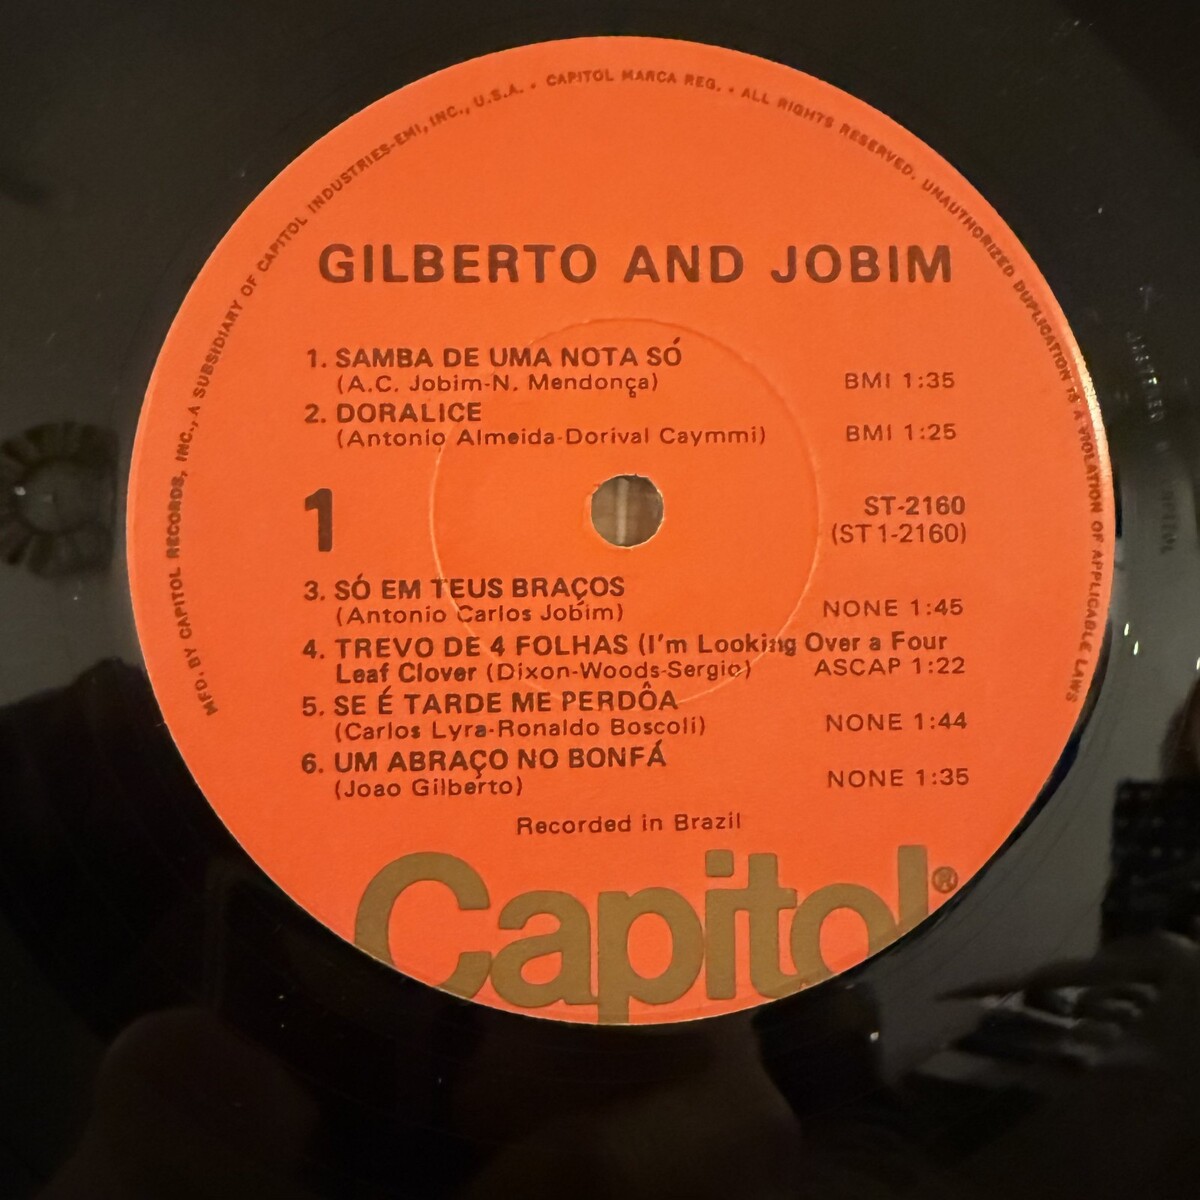 MFD. BY CAPITOL RECORDS, INC., A SUBSIDIARY OF CAPITOL INDUSTRIES-EMI, INC., U.S.A. • CAPITOL MARCA REG. • ALL RIGHTS RESERVED. UNAUTHORIZED DUPLICATION IS A VIOLATION OF APPLICABLE LAWS
GILBERTO AND JOBIM
1. SAMBA DE UMA NOTA SÓ
(A.C. Jobim-N. Mendonça) BMI 1:35
2. DORALICE
(Antonio Almeida-Dorival Caymmi) BMI 1:25
1 ST-2160
(ST1-2160)
3. SÓ EM TEUS BRAÇOS
(Antonio Carlos Jobim) NONE 1:45
4. TREVO DE 4 FOLHAS (I'm Looking Over a Four
Leaf Clover (Dixon-Woods-Sergio) ASCAP 1:22
5. SE É TARDE ME PERDÔA
(Carlos Lyra-Ronaldo Boscoli) NONE 1:44
6. UM ABRAÇO NO BONFÁ
(Joao Gilberto) NONE 1:35
Recorded in Brazil
Capitol®